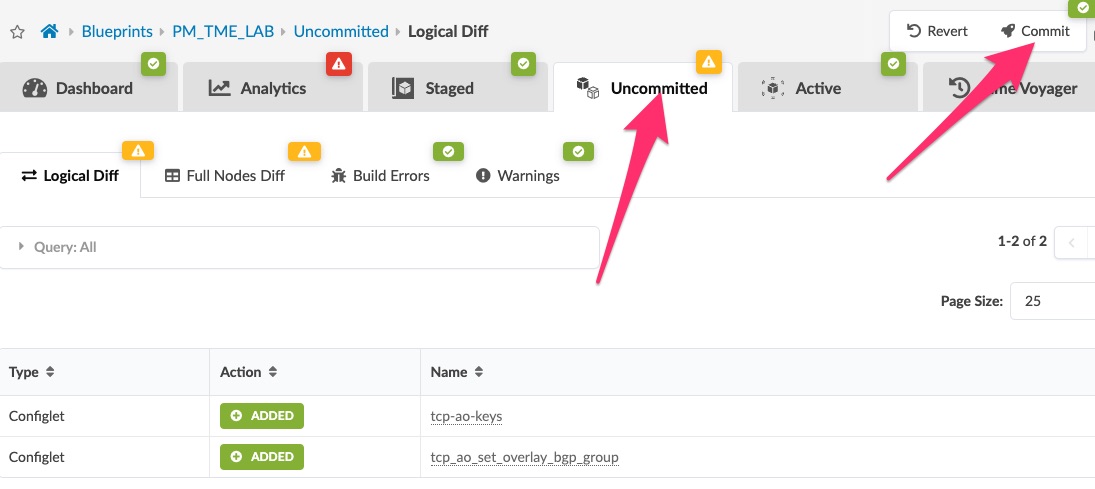 Blueprints PM_TME_LAB Uncommitted Logical Diff
Revert Commit
Dashboard Analytics Staged Uncommitted Active Time Voyager
Logical Diff Full Nodes Diff Build Errors Warnings
Query: All
1-2 of 2
Page Size: 25
Type Action Name
Configlet ADDED tcp-ao-keys
Configlet ADDED tcp_ao_set_overlay_bgp_group